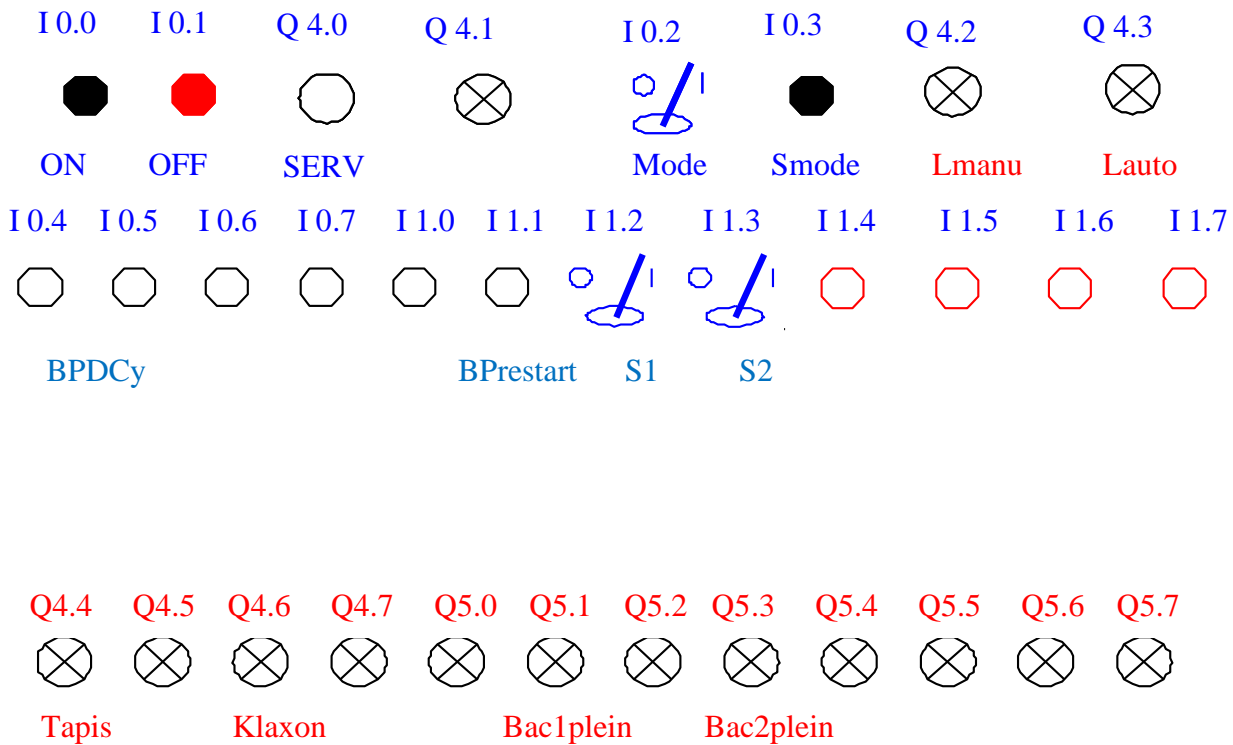 I 0.0 I 0.1 Q 4.0 Q 4.1 I 0.2 I 0.3 Q 4.2 Q 4.3
ON OFF SERV Mode Smode Lmanu Lauto
I 0.4 I 0.5 I 0.6 I 0.7 I 1.0 I 1.1 I 1.2 I 1.3 I 1.4 I 1.5 I 1.6 I 1.7
BPDCy BPrestart S1 S2
Q4.4 Q4.5 Q4.6 Q4.7 Q5.0 Q5.1 Q5.2 Q5.3 Q5.4 Q5.5 Q5.6 Q5.7
Tapis Klaxon Bac1plein Bac2plein